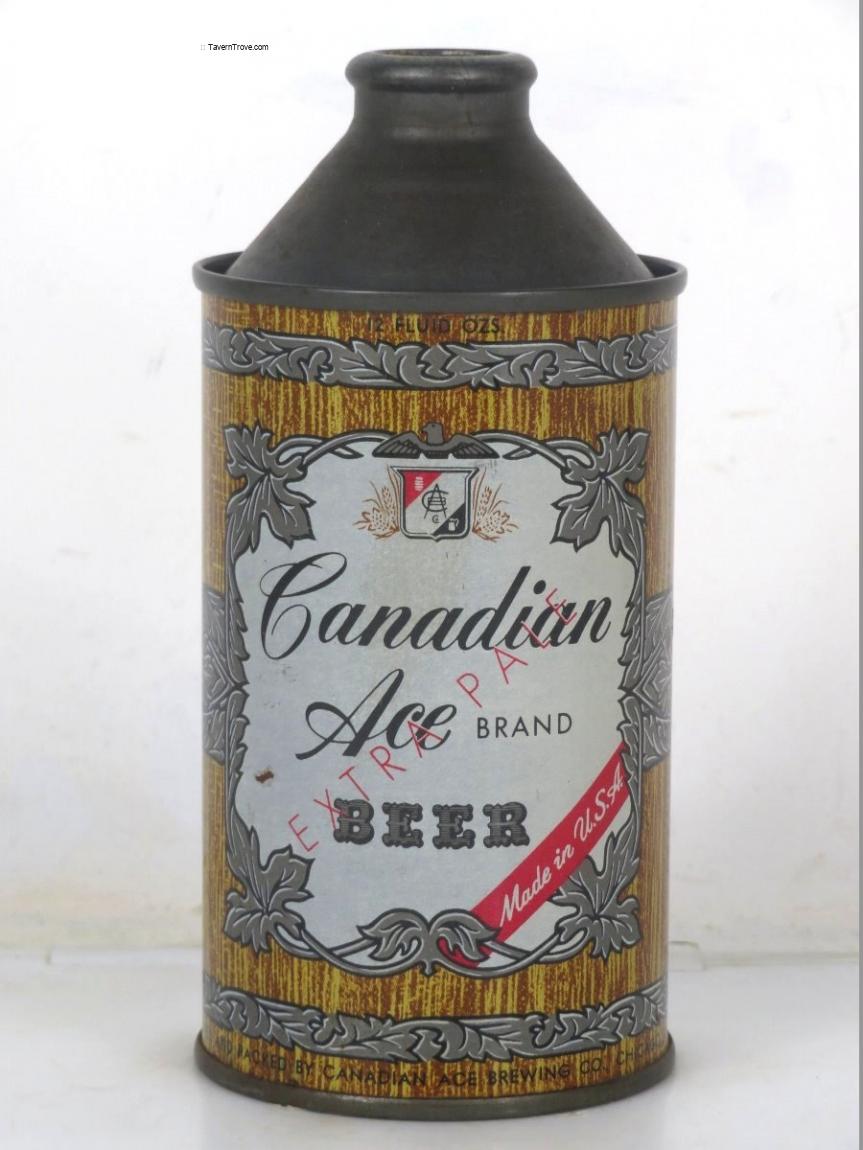 :: TavernTrove.com
12 FLUID OZS.
Canadian
Ace BRAND
EXTRA PALE
BEER
Made in U.S.A.
PACKED BY CANADIAN ACE BREWING CO.